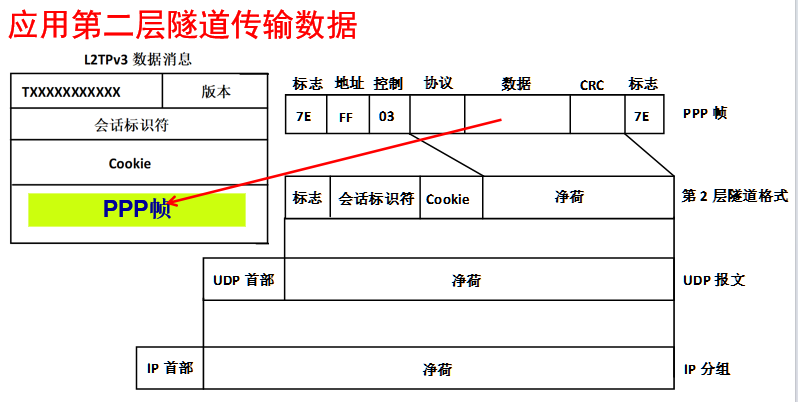 应用第二层隧道传输数据
L2TPv3 数据消息
TXXXXXXXXXXX 版本
会话标识符
Cookie
PPP帧
标志 地址 控制 协议 数据 CRC 标志
7E FF 03 7E PPP 帧
标志 会话标识符 Cookie 净荷 第 2 层隧道格式
UDP 首部 净荷 UDP 报文
IP 首部 净荷 IP 分组